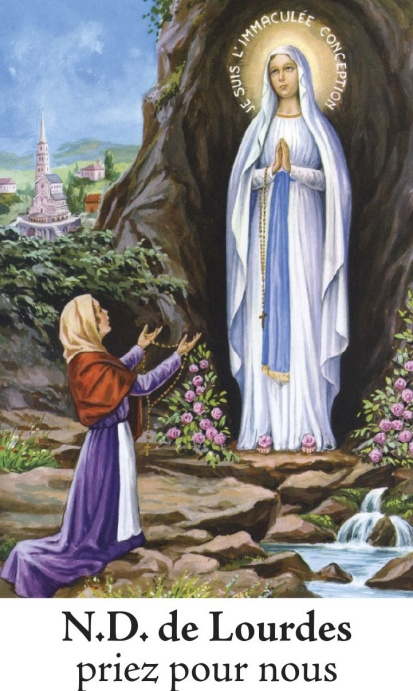 JE SUIS L'IMMACULÉE CONCEPTION
N.D. de Lourdes
priez pour nous